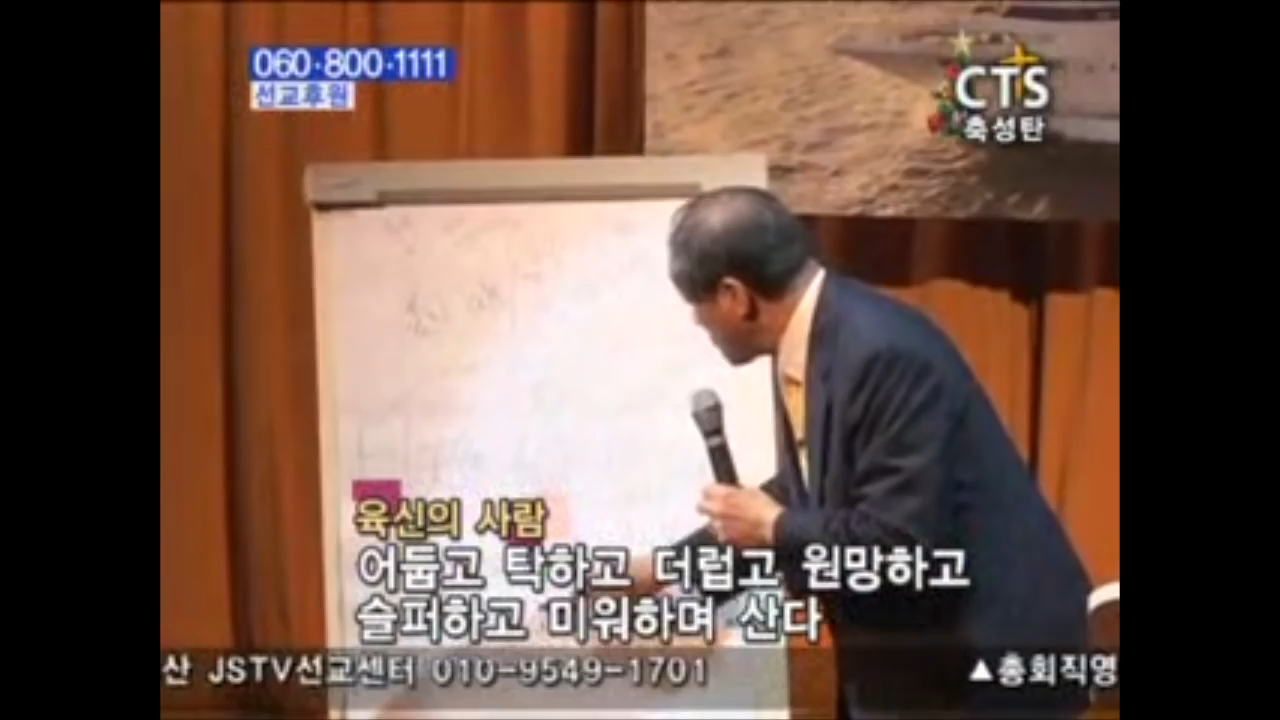 060·800·1111
선교후원
CTS
축성탄
육신의 사람
어둡고 탁하고 더럽고 원망하고
슬퍼하고 미워하며 산다
산 JSTV선교센터 010-9549-1701
▲총회직영